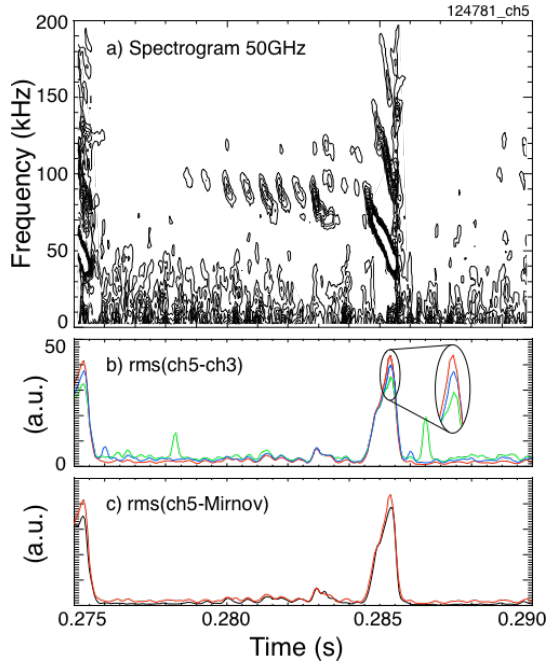 124781_ch5
a) Spectrogram 50GHz
200
150
100
50
0
Frequency (kHz)
b) rms(ch5-ch3)
50
0
(a.u.)
c) rms(ch5-Mirnov)
(a.u.)
0.275
0.280
0.285
0.290
Time (s)